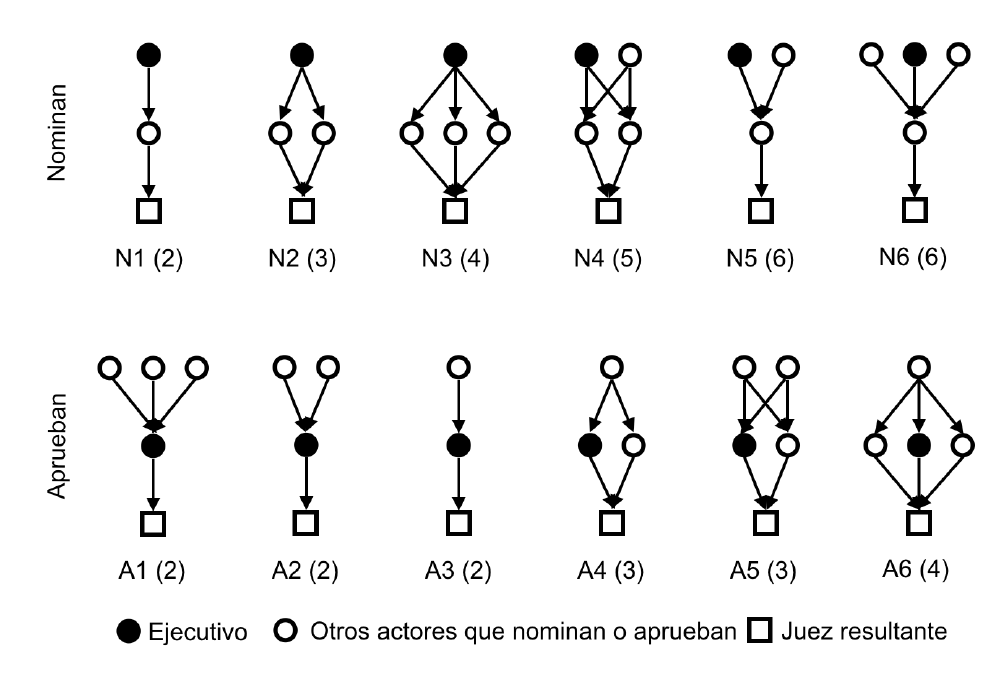 Nominan
N1 (2) N2 (3) N3 (4) N4 (5) N5 (6) N6 (6)
Aprueban
A1 (2) A2 (2) A3 (2) A4 (3) A5 (3) A6 (4)
Ejecutivo Otros actores que nominan o aprueban Juez resultante